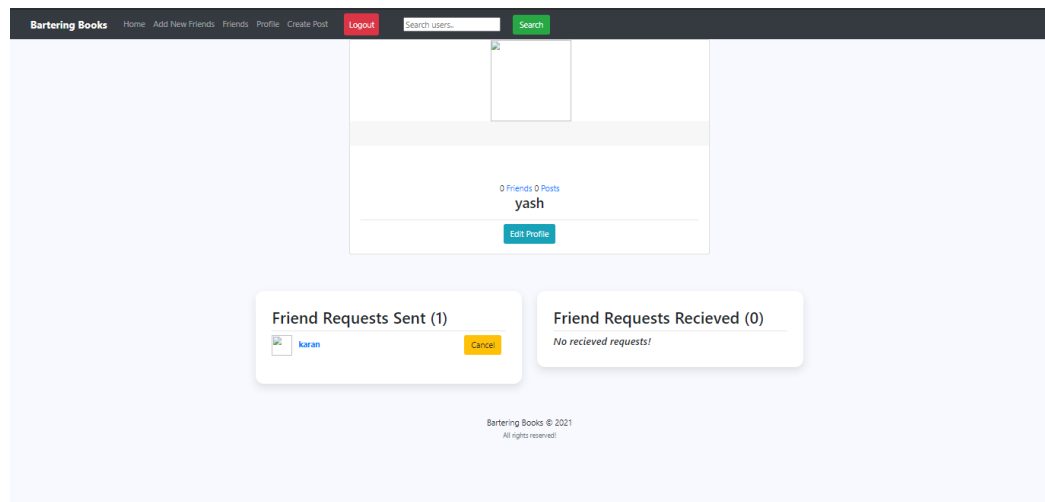 Bartering Books Home Add New Friends Friends Profile Create Post Logout Search users.. Search
0 Friends 0 Posts
yash
Edit Profile
Friend Requests Sent (1)
karan Cancel
Friend Requests Recieved (0)
No recieved requests!
Bartering Books © 2021
All rights reserved!